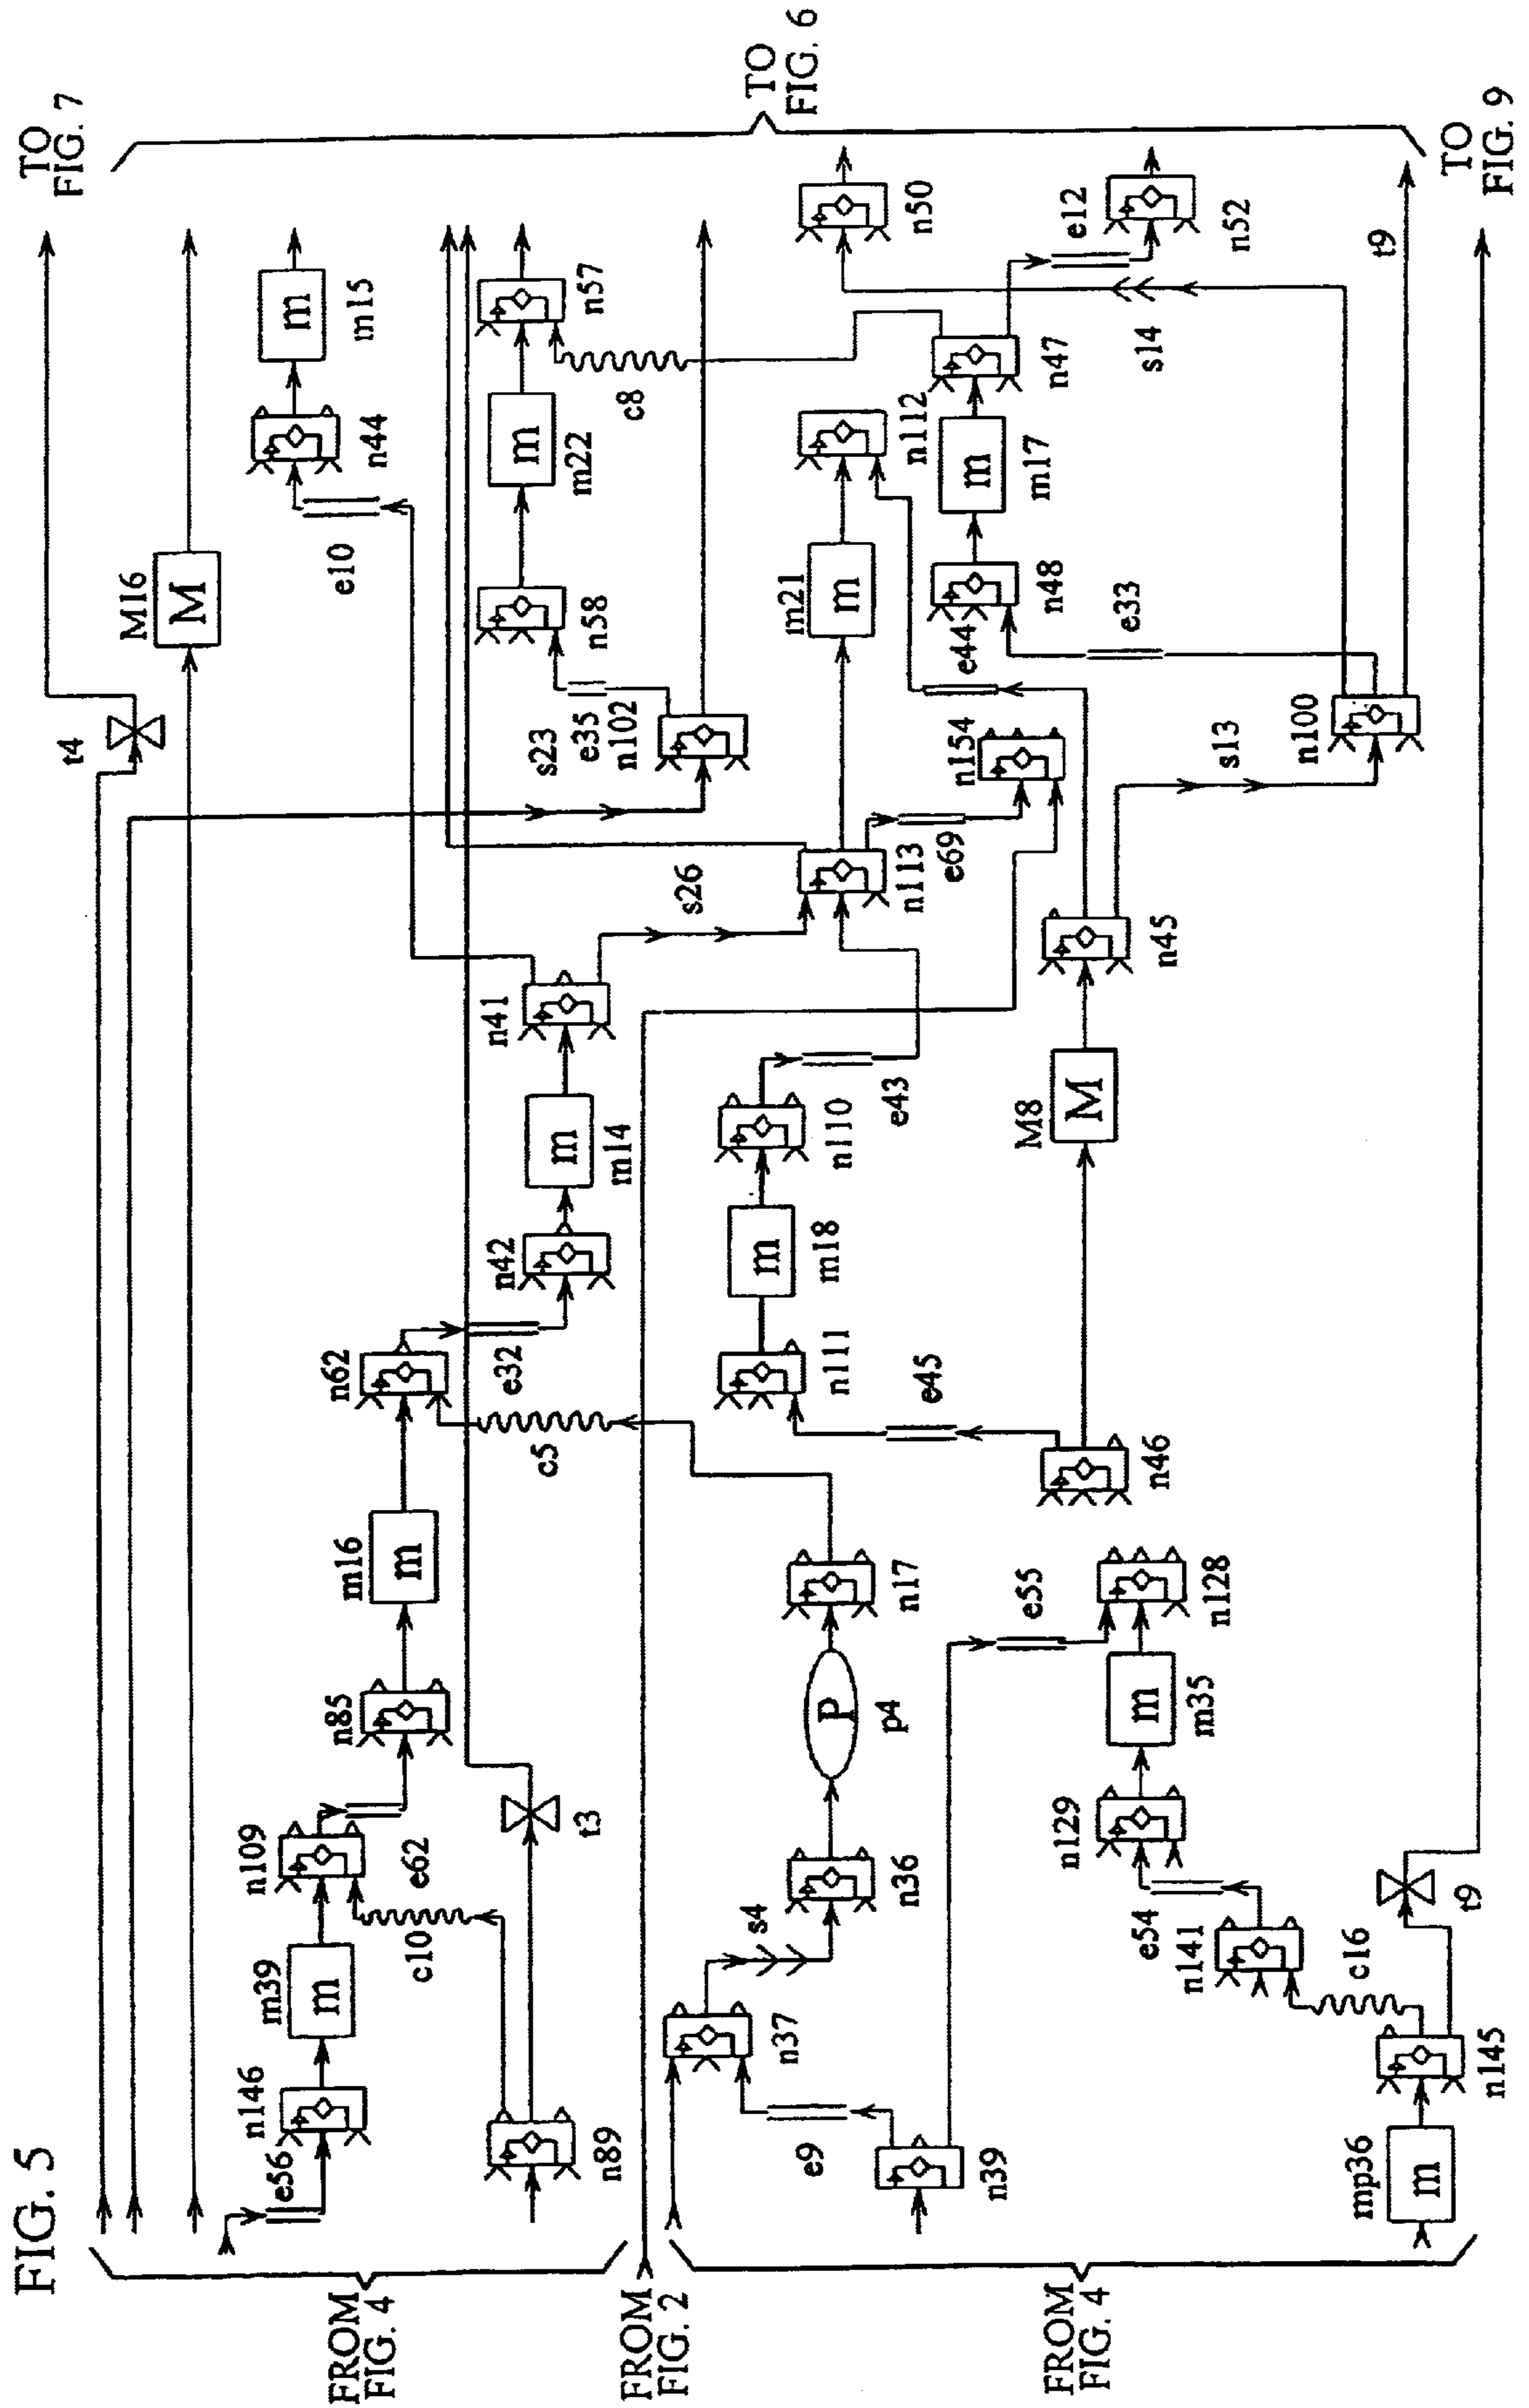 FIG. 5
FROM
FIG. 4
FROM
FIG. 2
FROM
FIG. 4
TO
FIG. 7
TO
FIG. 6
TO
FIG. 9
t4
M16
M
e56
n146
m39
m
n109
e62
c10
n89
t3
n85
m16
m
n62
e32
c5
n42
m14
m
n41
e10
n44
m15
m
s26
s23
e35
n102
n58
m22
m
n57
c8
n39
e9
n37
s4
n36
p4
P
n17
e55
n128
m35
m
n129
e54
n141
c16
n145
mp36
m
t9
n46
e45
n111
m18
m
n110
e43
M8
M
n45
n113
e69
n154
m21
m
n112
e44
s13
n100
e33
n48
m17
m
n47
s14
e12
n52
n50
t9